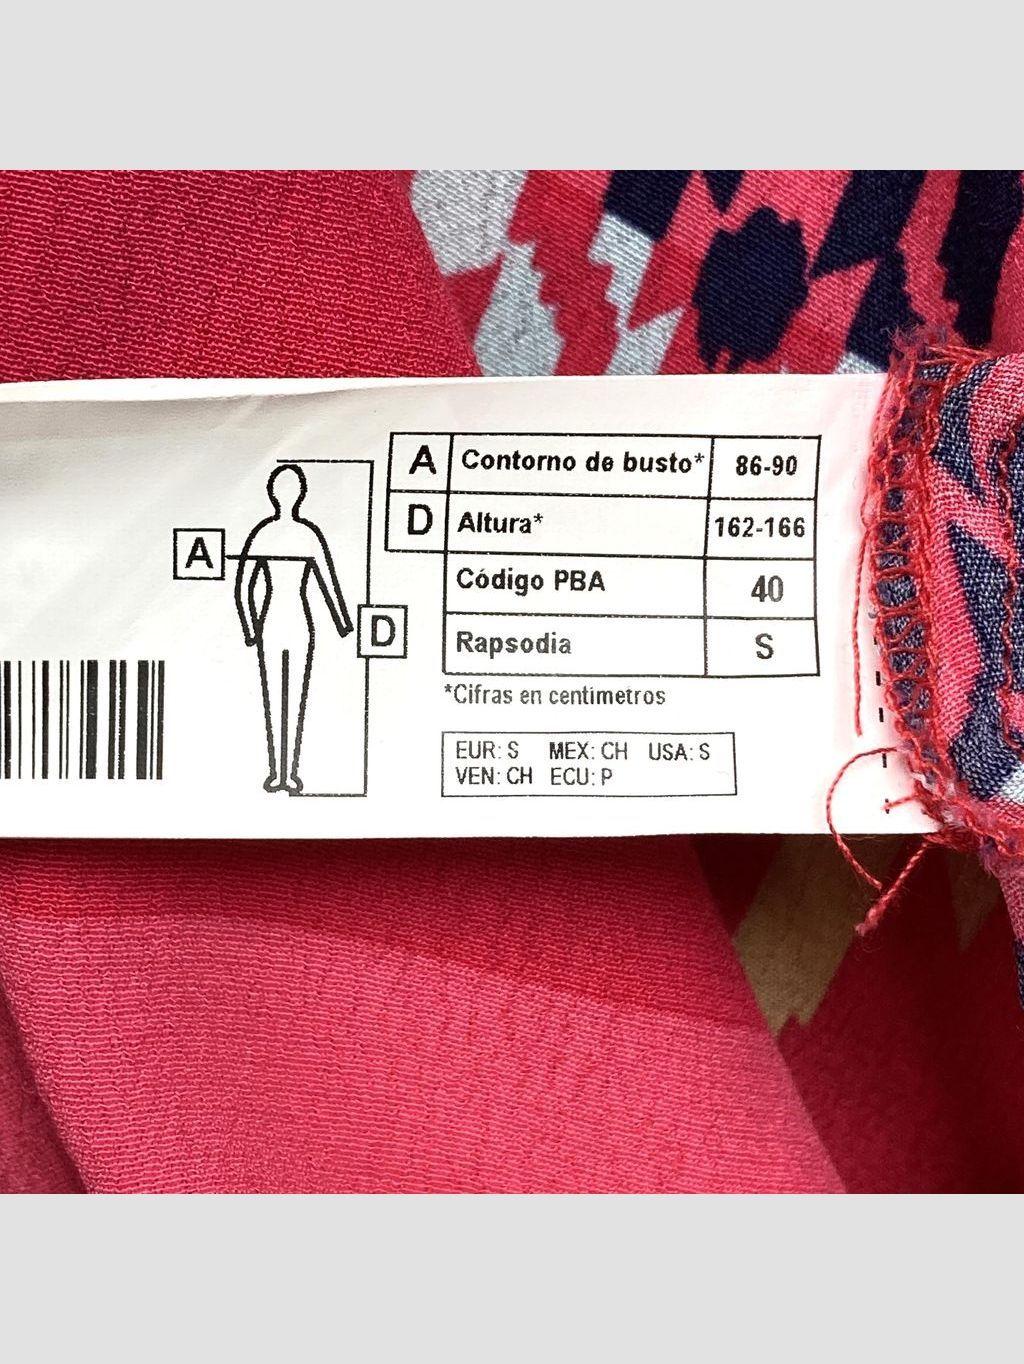 A Contorno de busto* 86-90
D Altura* 162-166
Código PBA 40
Rapsodia S
*Cifras en centimetros
EUR: S MEX: CH USA: S
VEN: CH ECU: P
A
D